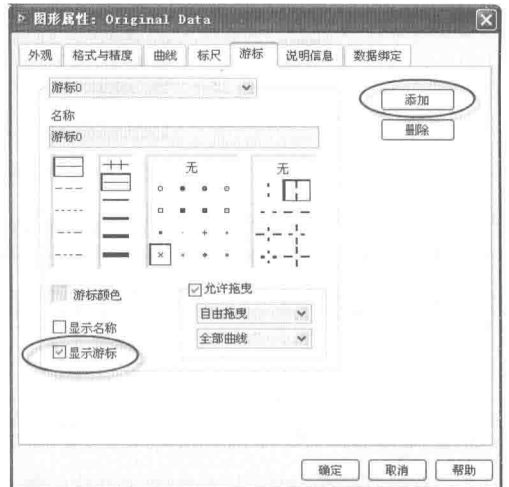 图形属性: Original Data
外观 格式与精度 曲线 标尺 游标 说明信息 数据绑定
游标0
添加
名称
删除
游标0
无 无
游标颜色
允许拖曳
自由拖曳
显示名称
全部曲线
显示游标
确定 取消 帮助